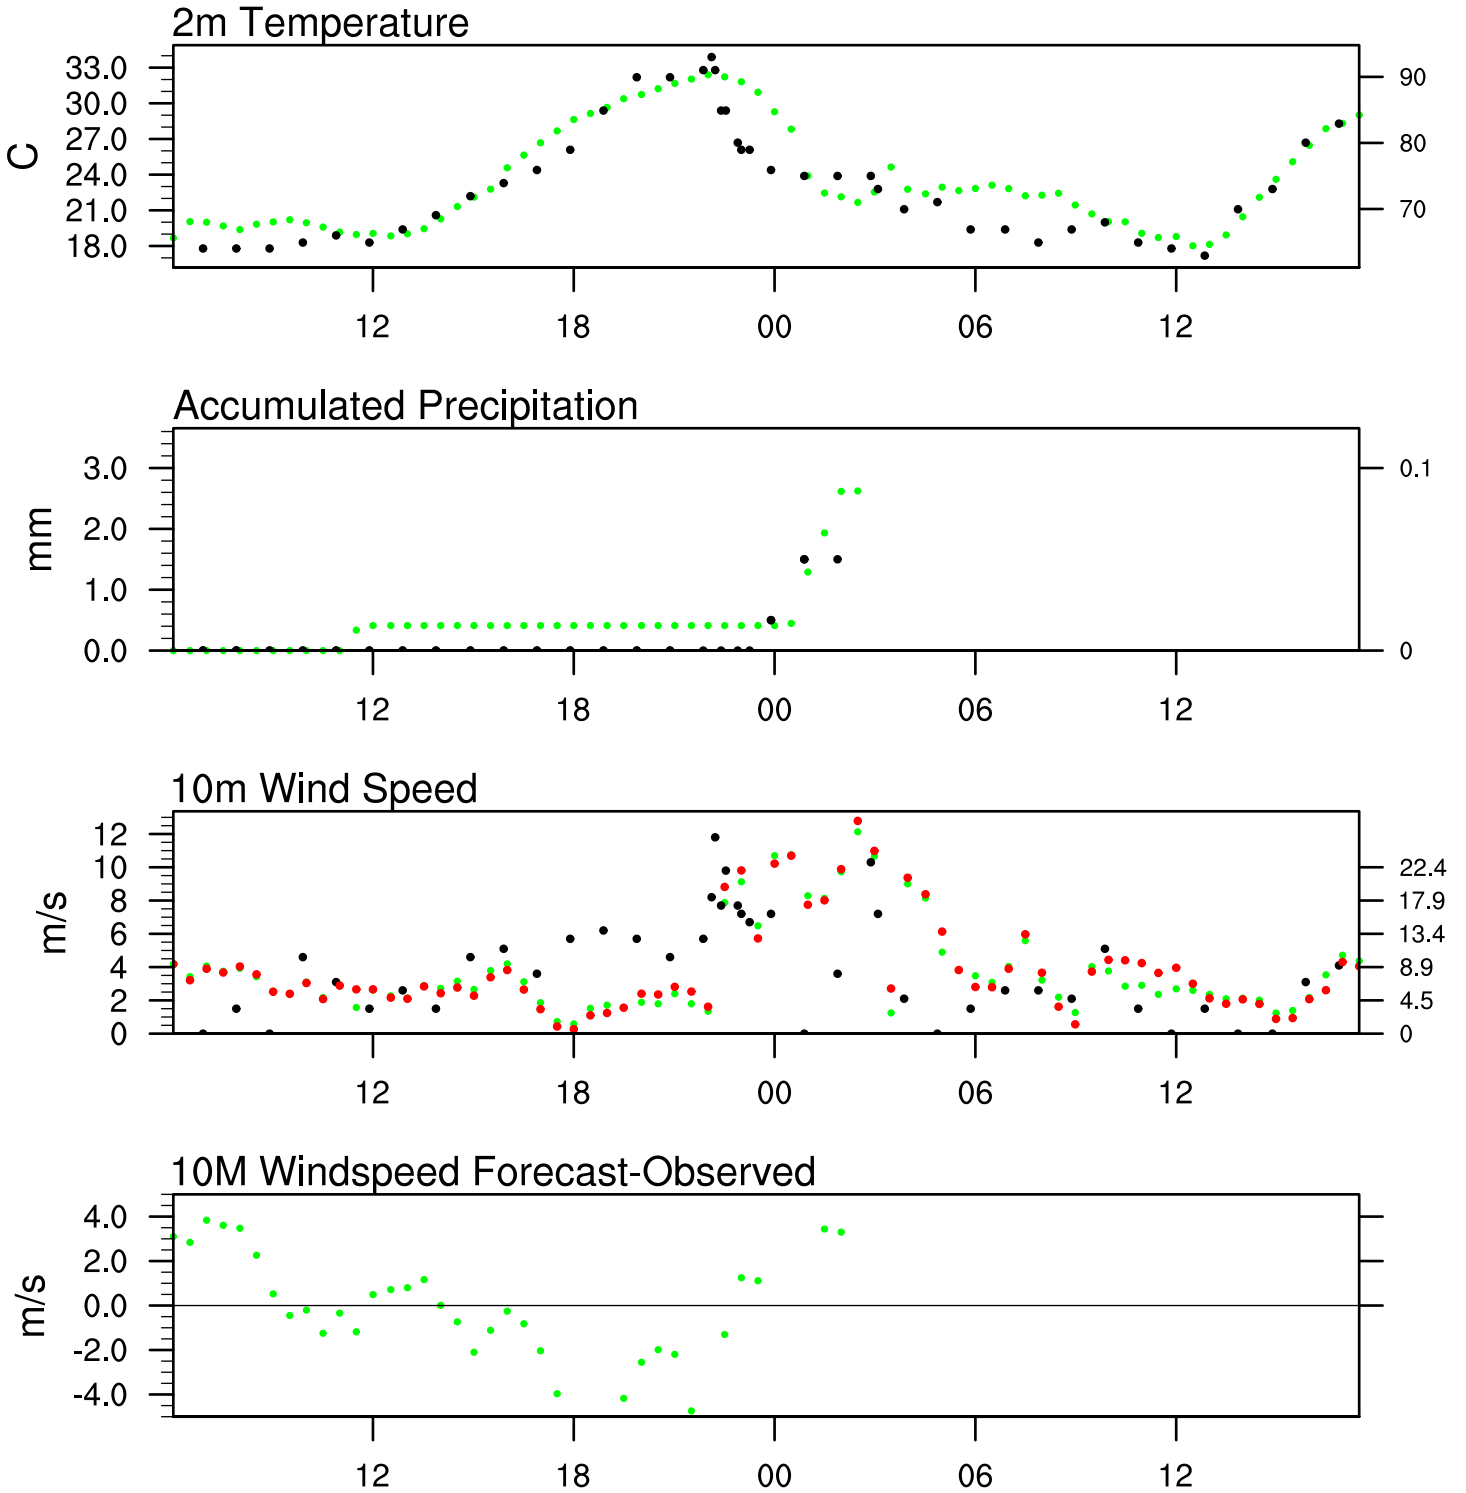 2m Temperature
C
33.0
30.0
27.0
24.0
21.0
18.0
90
80
70
12 18 00 06 12
Accumulated Precipitation
mm
3.0
2.0
1.0
0.0
0.1
0
12 18 00 06 12
10m Wind Speed
m/s
12
10
8
6
4
2
0
22.4
17.9
13.4
8.9
4.5
0
12 18 00 06 12
10M Windspeed Forecast-Observed
m/s
4.0
2.0
0.0
-2.0
-4.0
12 18 00 06 12